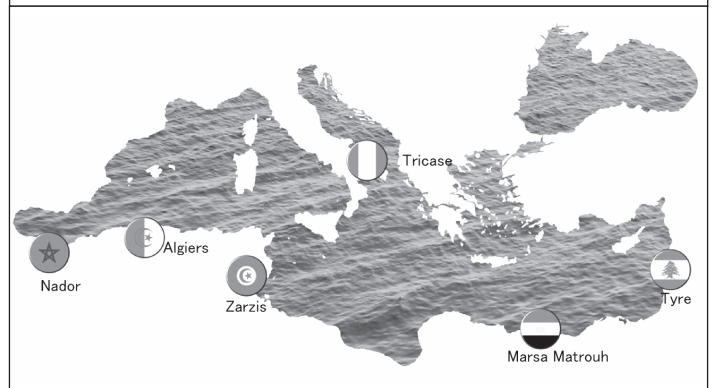 Tricase
Algiers
Nador
Zarzis
Tyre
Marsa Matrouh